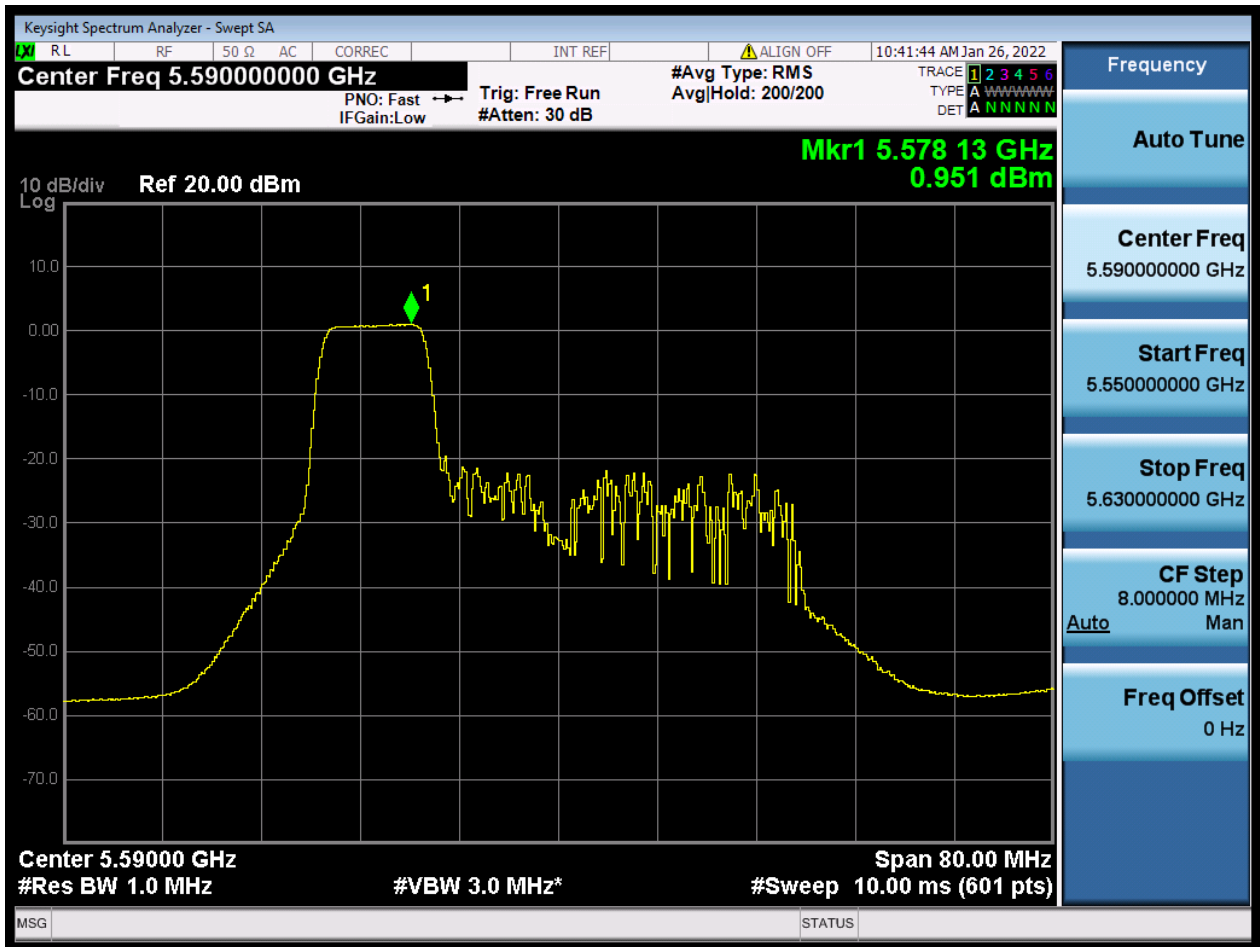 Keysight Spectrum Analyzer - Swept SA
LXI RL RF 50 Ω AC CORREC INT REF ALIGN OFF 10:41:44 AM Jan 26, 2022
Center Freq 5.590000000 GHz
PNO: Fast
IFGain:Low
Trig: Free Run
#Atten: 30 dB
#Avg Type: RMS
Avg|Hold: 200/200
TRACE 1 2 3 4 5 6
TYPE A WWWWW
DET A N N N N N
Mkr1 5.578 13 GHz
0.951 dBm
10 dB/div Ref 20.00 dBm
Log
1
10.0
0.00
-10.0
-20.0
-30.0
-40.0
-50.0
-60.0
-70.0
Center 5.59000 GHz Span 80.00 MHz
#Res BW 1.0 MHz #VBW 3.0 MHz* #Sweep 10.00 ms (601 pts)
MSG STATUS
Frequency
Auto Tune
Center Freq
5.590000000 GHz
Start Freq
5.550000000 GHz
Stop Freq
5.630000000 GHz
CF Step
8.000000 MHz
Auto Man
Freq Offset
0 Hz